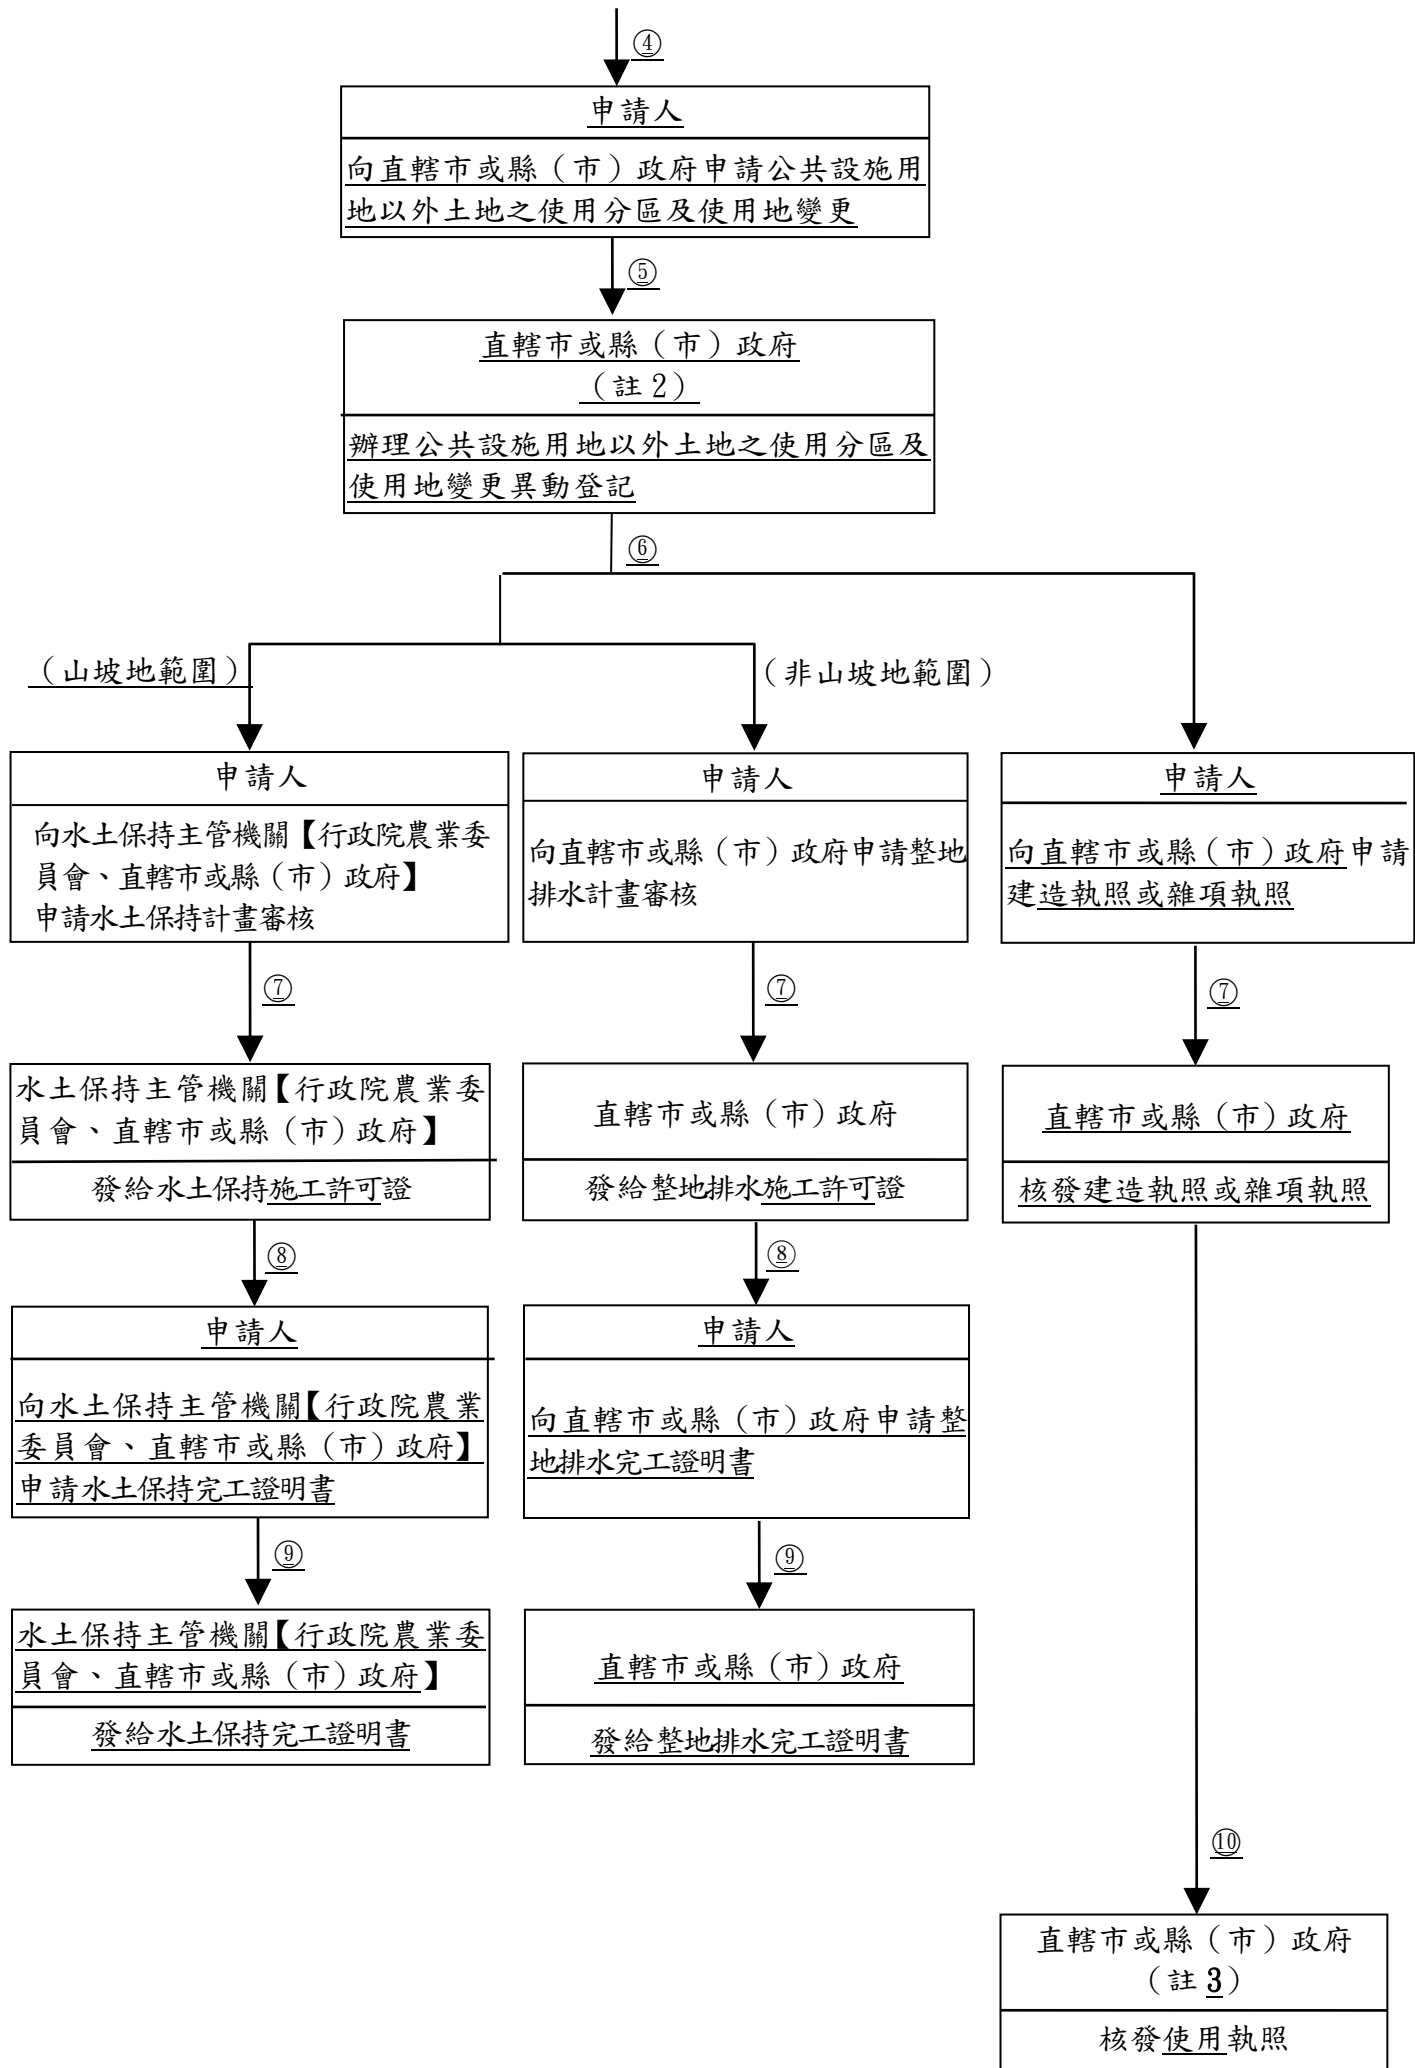 ④
申請人
向直轄市或縣（市）政府申請公共設施用
地以外土地之使用分區及使用地變更
⑤
直轄市或縣（市）政府
（註2）
辦理公共設施用地以外土地之使用分區及
使用地變更異動登記
⑥
（山坡地範圍）
（非山坡地範圍）
申請人
向水土保持主管機關【行政院農業委
員會、直轄市或縣（市）政府】
申請水土保持計畫審核
申請人
向直轄市或縣（市）政府申請整地
排水計畫審核
申請人
向直轄市或縣（市）政府申請
建造執照或雜項執照
⑦
⑦
⑦
水土保持主管機關【行政院農業委
員會、直轄市或縣（市）政府】
發給水土保持施工許可證
直轄市或縣（市）政府
發給整地排水施工許可證
直轄市或縣（市）政府
核發建造執照或雜項執照
⑧
⑧
申請人
向水土保持主管機關【行政院農業
委員會、直轄市或縣（市）政府】
申請水土保持完工證明書
申請人
向直轄市或縣（市）政府申請整
地排水完工證明書
⑨
⑨
水土保持主管機關【行政院農業委
員會、直轄市或縣（市）政府】
發給水土保持完工證明書
直轄市或縣（市）政府
發給整地排水完工證明書
⑩
直轄市或縣（市）政府
（註3）
核發使用執照